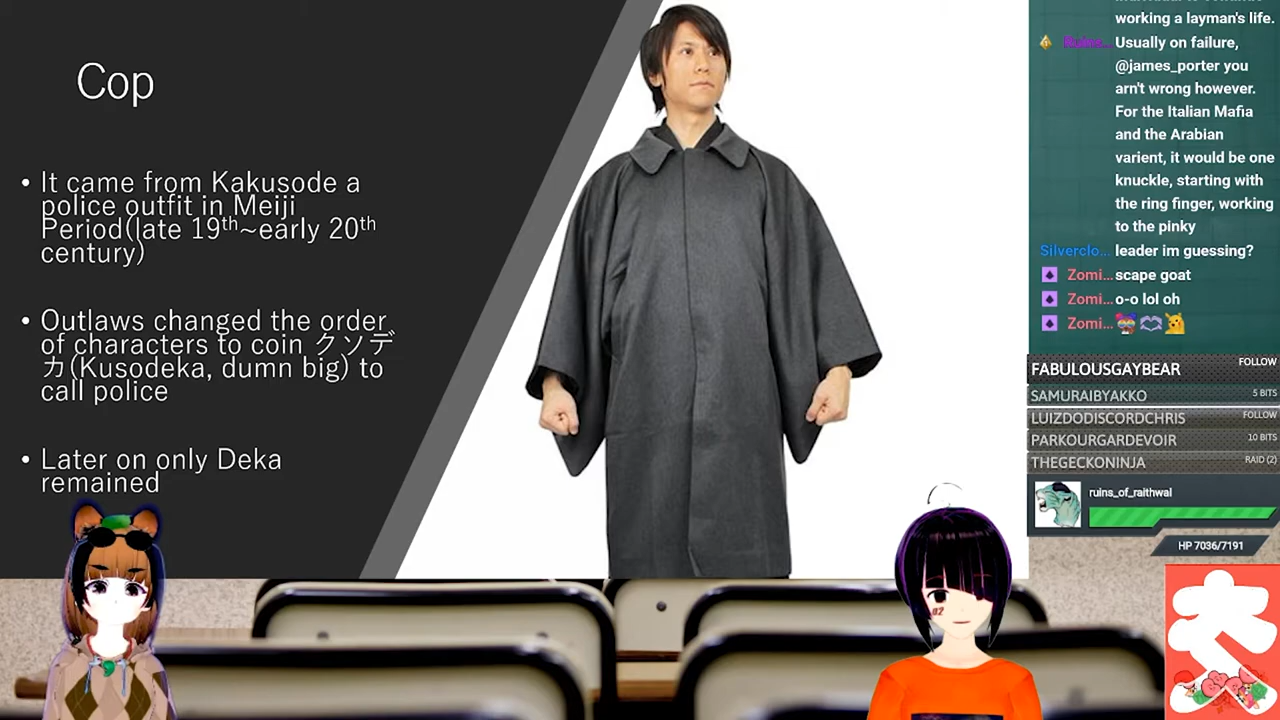 Cop
• It came from Kakusode a
police outfit in Meiji
Period(late 19th~early 20th
century)
• Outlaws changed the order
of characters to coin クソデ
カ(Kusodeka, dumn big) to
call police
• Later on only Deka
remained
working a layman's life.
Ruins... Usually on failure,
@james_porter you
arn't wrong however.
For the Italian Mafia
and the Arabian
varient, it would be one
knuckle, starting with
the ring finger, working
to the pinky
Silverclo... leader im guessing?
Zomi... scape goat
Zomi... o-o lol oh
Zomi...
FABULOUSGAYBEAR FOLLOW
SAMURAIBYAKKO 5 BITS
LUIZDODISCORDCHRIS FOLLOW
PARKOURGARDEVOIR 10 BITS
THEGECKONINJA RAID (2)
ruins_of_raithwal
HP 7036/7191